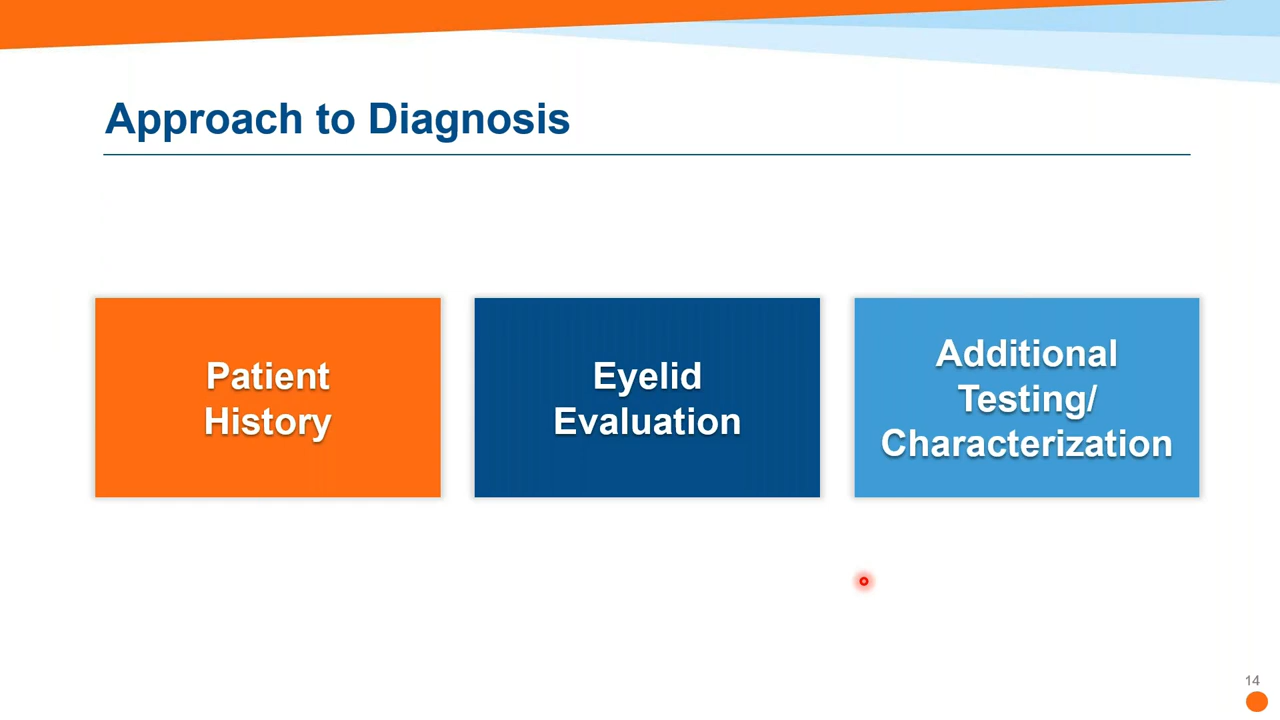 Approach to Diagnosis
Patient
History
Eyelid
Evaluation
Additional
Testing/
Characterization
14